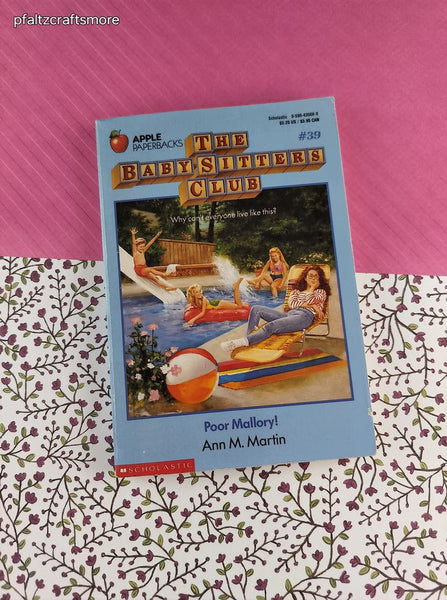 pfaltzcraftsmore
APPLE
PAPERBACKS
THE
BABY-SITTERS
CLUB
#39
Why can't everyone live like this?
Poor Mallory!
Ann M. Martin
SCHOLASTIC